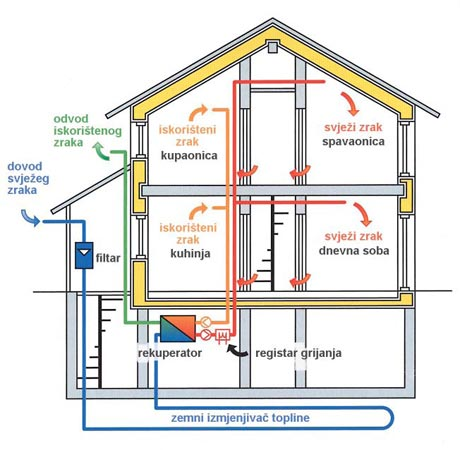 odvod
iskorištenog
zraka
dovod
svježeg
zraka
iskorišteni
zrak
kupaonica
svježi zrak
spavaonica
iskorišteni
zrak
kuhinja
svježi zrak
dnevna soba
filtar
rekuperator
registar grijanja
zemni izmjenjivač topline